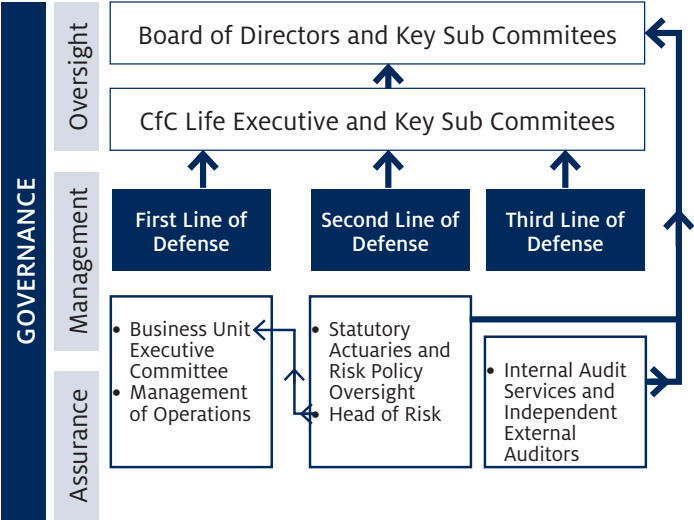 GOVERNANCE
Oversight
Board of Directors and Key Sub Commitees
CfC Life Executive and Key Sub Commitees
Management
First Line of
Defense
Second Line of
Defense
Third Line of
Defense
Assurance
• Business Unit
Executive
Committee
• Management
of Operations
• Statutory
Actuaries and
Risk Policy
Oversight
• Head of Risk
• Internal Audit
Services and
Independent
External
Auditors